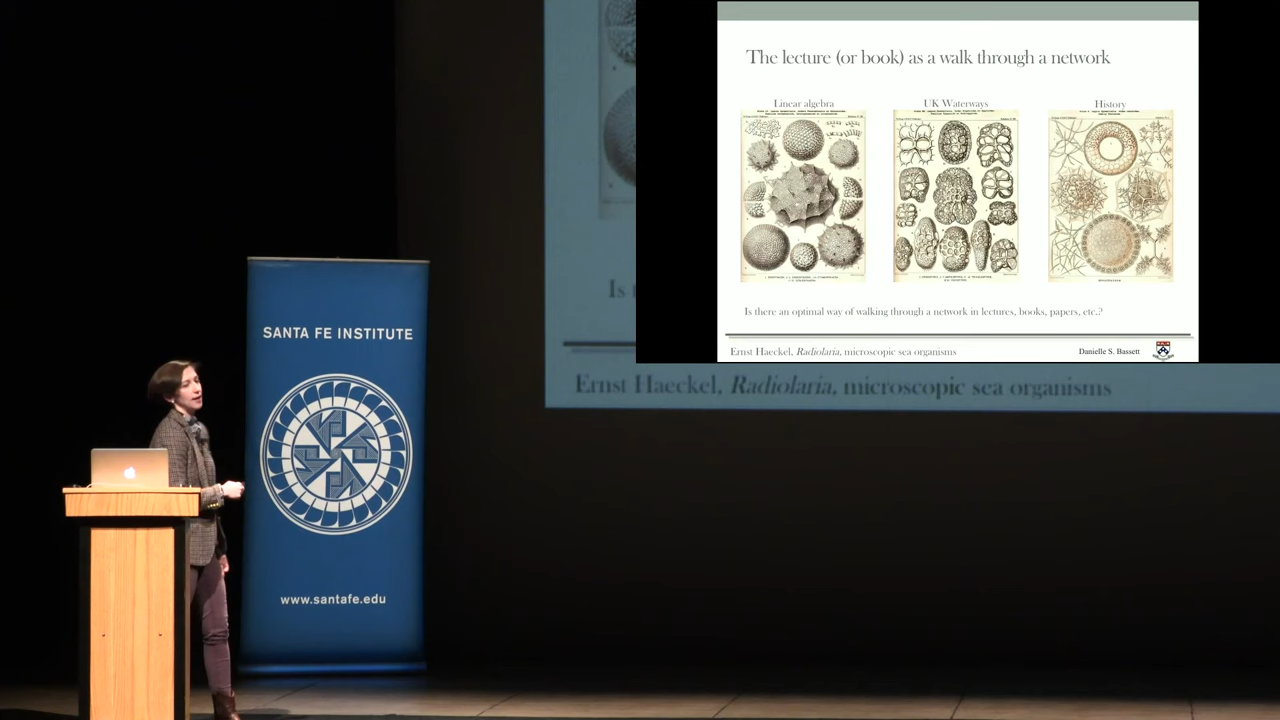 The lecture (or book) as a walk through a network
Linear algebra
UK Waterways
History
Is there an optimal way of walking through a network in lectures, books, papers, etc.?
Ernst Haeckel, Radiolaria, microscopic sea organisms
Danielle S. Bassett
Is
Ernst Haeckel, Radiolaria, microscopic sea organisms
SANTA FE INSTITUTE
www.santafe.edu